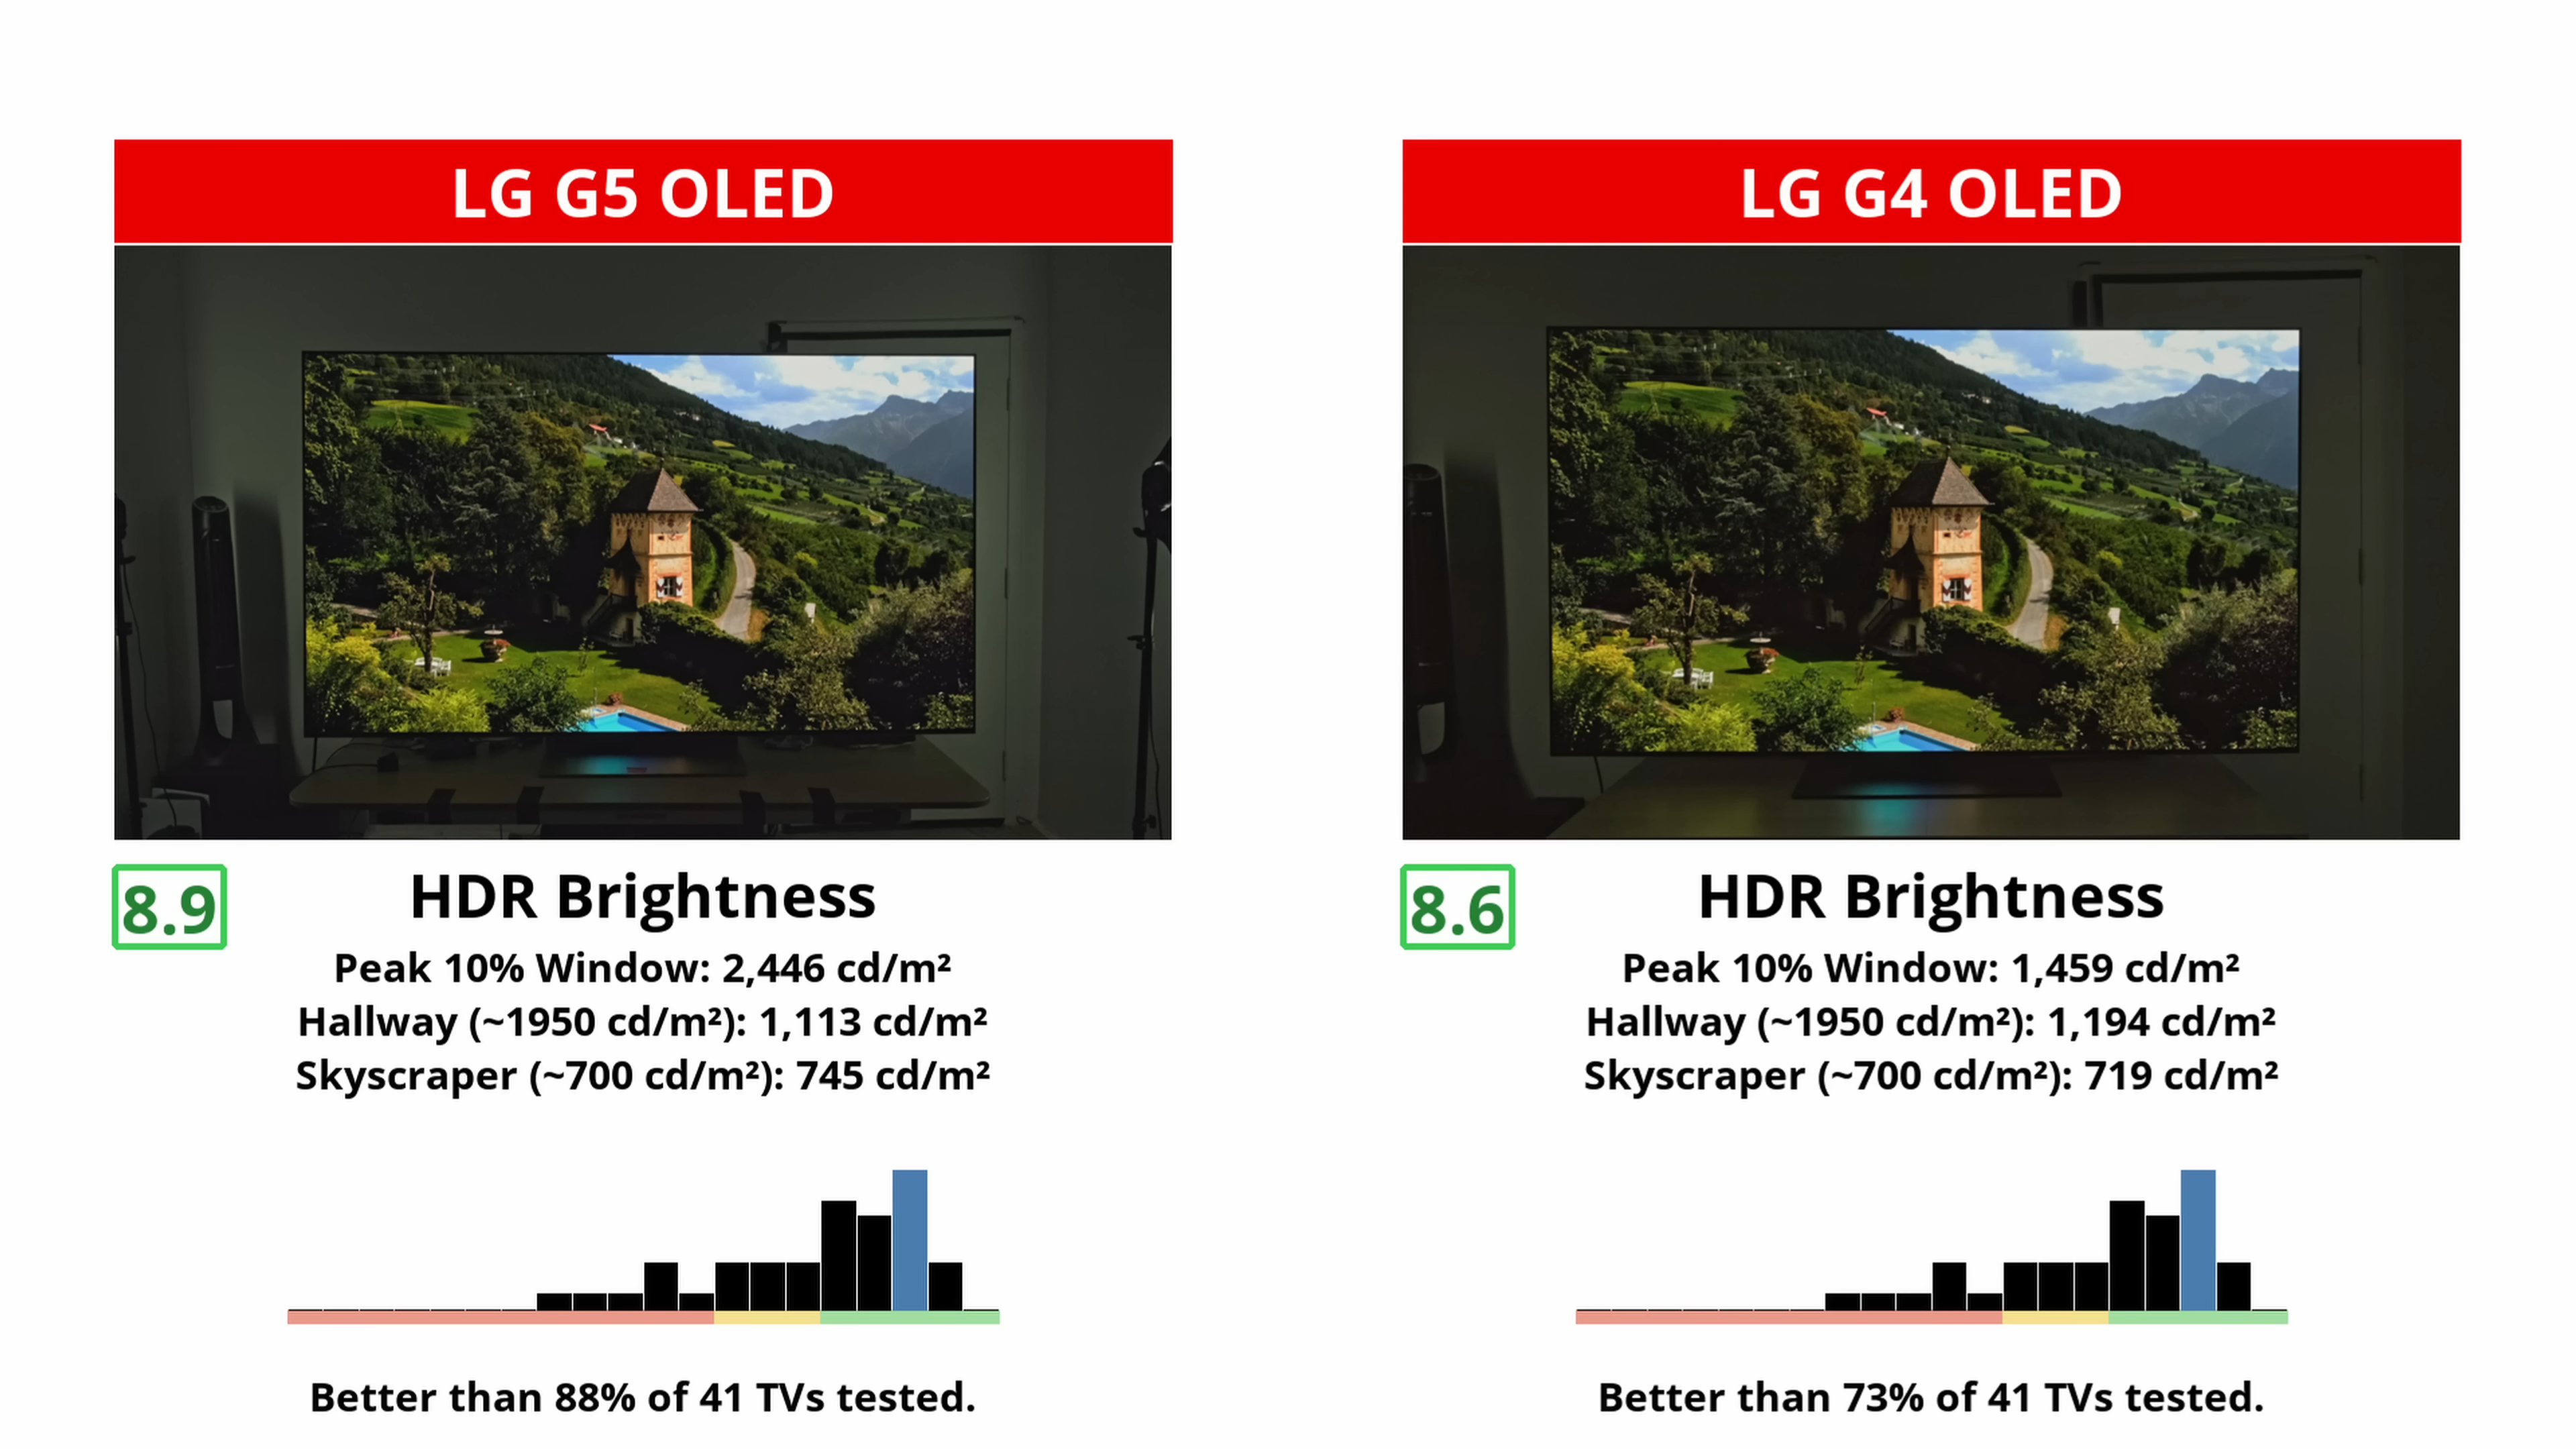 LG G5 OLED
8.9
HDR Brightness
Peak 10% Window: 2,446 cd/m²
Hallway (~1950 cd/m²): 1,113 cd/m²
Skyscraper (~700 cd/m²): 745 cd/m²
Better than 88% of 41 TVs tested.
LG G4 OLED
8.6
HDR Brightness
Peak 10% Window: 1,459 cd/m²
Hallway (~1950 cd/m²): 1,194 cd/m²
Skyscraper (~700 cd/m²): 719 cd/m²
Better than 73% of 41 TVs tested.